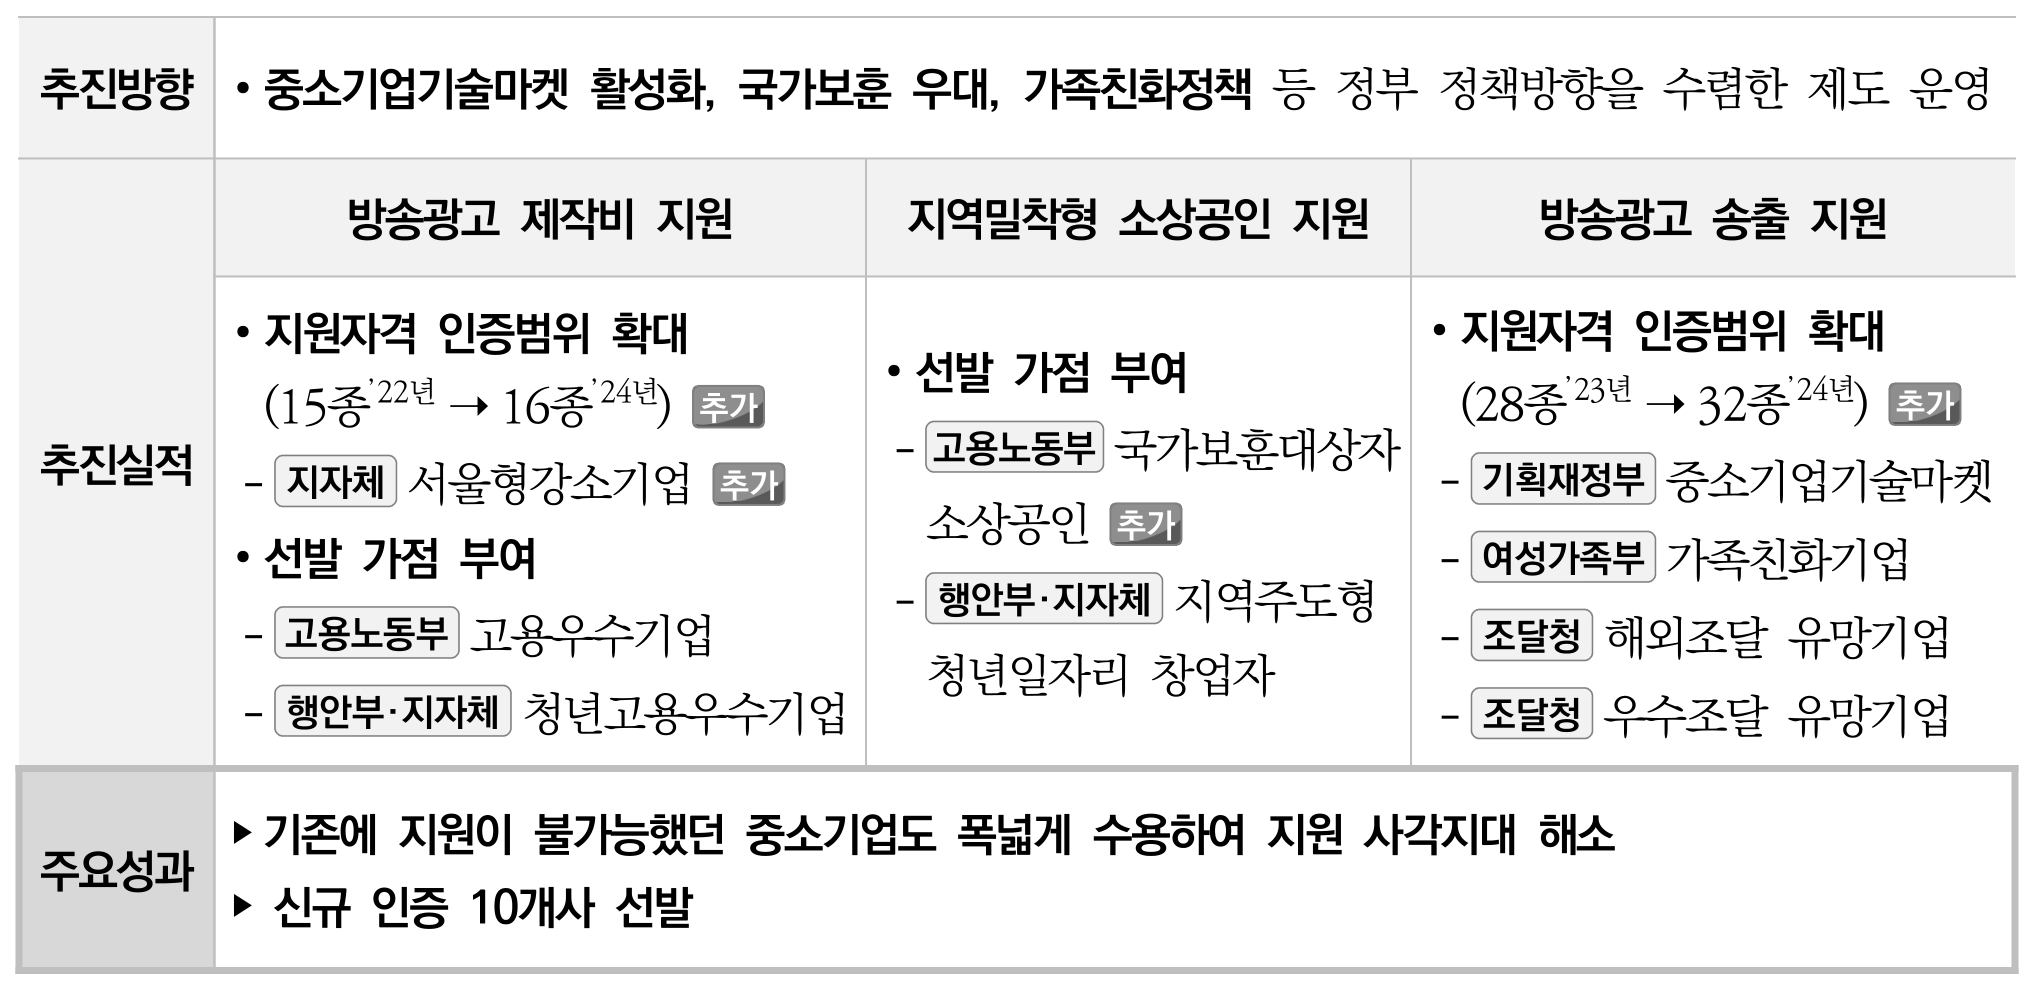 추진방향
• 중소기업기술마켓 활성화, 국가보훈 우대, 가족친화정책 등 정부 정책방향을 수렴한 제도 운영
추진실적
방송광고 제작비 지원
• 지원자격 인증범위 확대
(15종'22년 → 16종'24년) 추가
– 지자체 서울형강소기업 추가
• 선발 가점 부여
– 고용노동부 고용우수기업
– 행안부·지자체 청년고용우수기업
지역밀착형 소상공인 지원
• 선발 가점 부여
– 고용노동부 국가보훈대상자
소상공인 추가
– 행안부·지자체 지역주도형
청년일자리 창업자
방송광고 송출 지원
• 지원자격 인증범위 확대
(28종'23년 → 32종'24년) 추가
– 기획재정부 중소기업기술마켓
– 여성가족부 가족친화기업
– 조달청 해외조달 유망기업
– 조달청 우수조달 유망기업
주요성과
▶ 기존에 지원이 불가능했던 중소기업도 폭넓게 수용하여 지원 사각지대 해소
▶ 신규 인증 10개사 선발